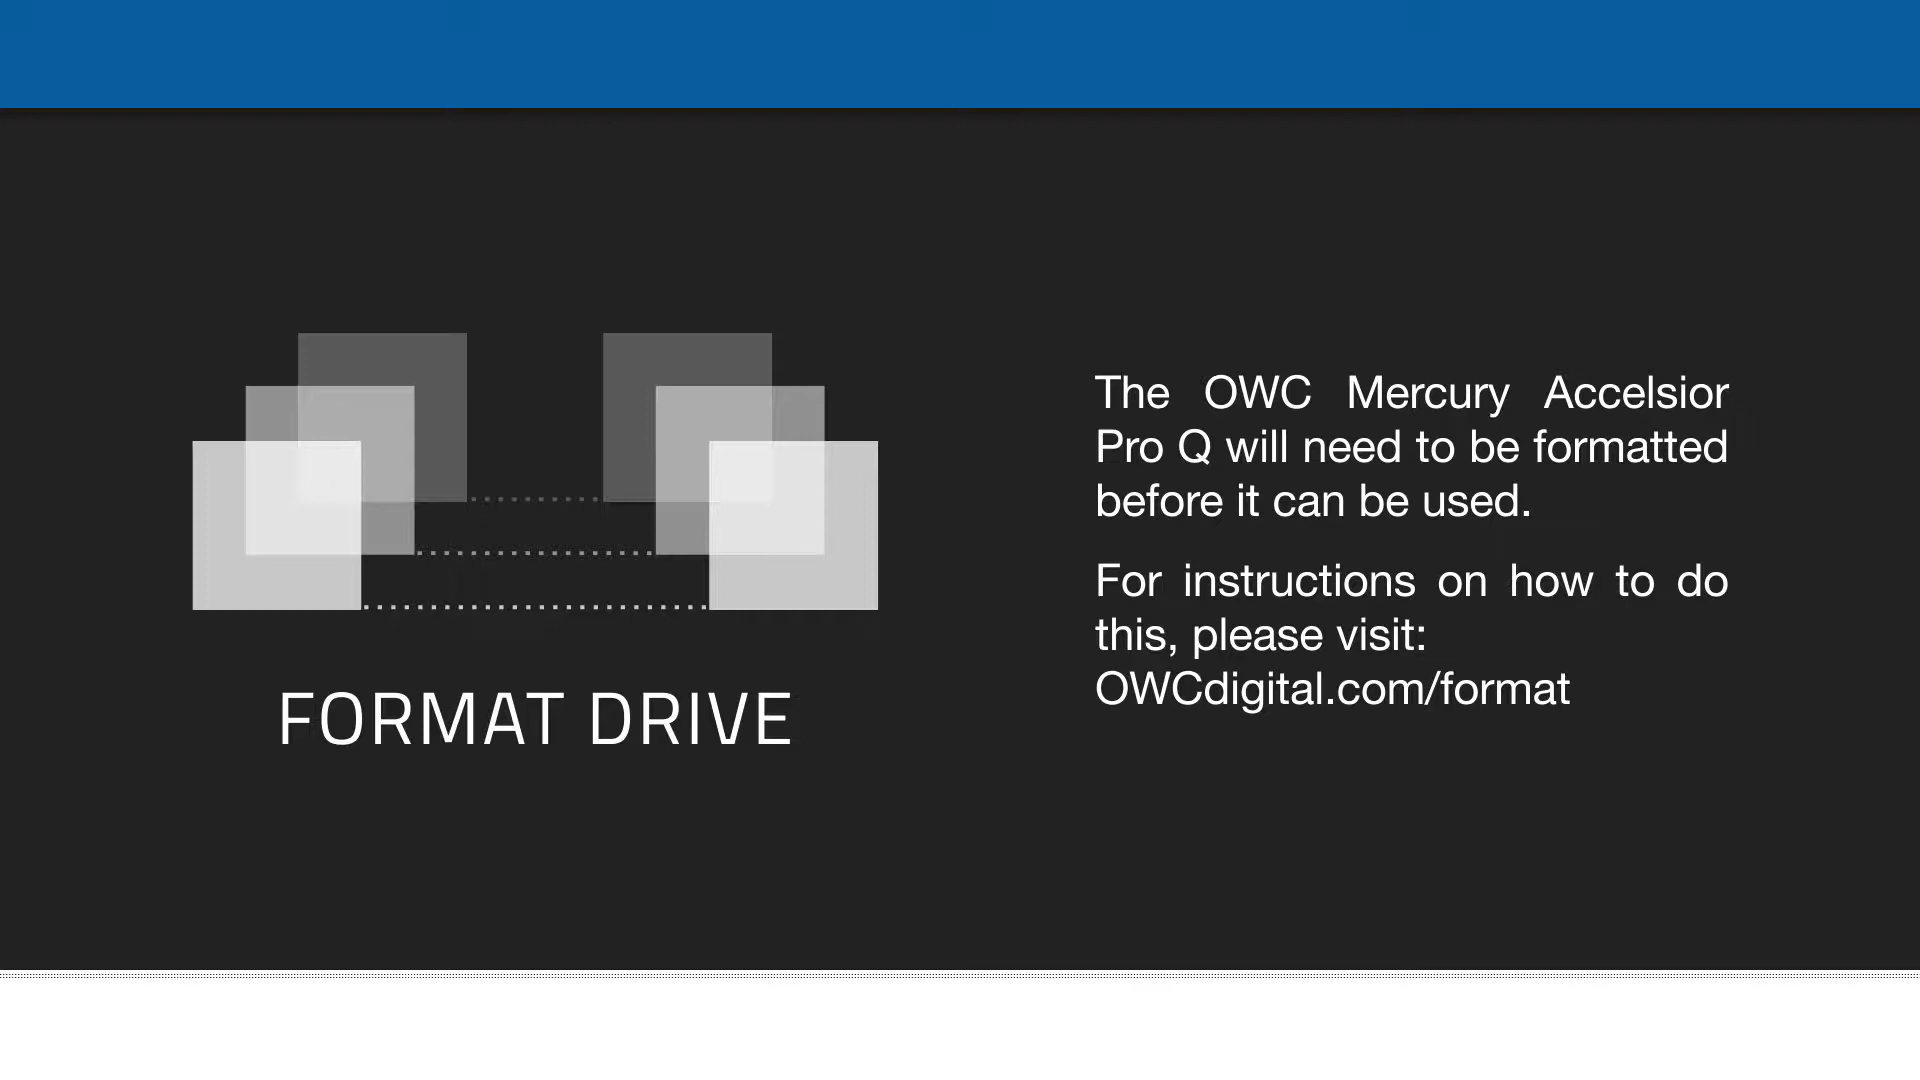 FORMAT DRIVE
The OWC Mercury Accelsior
Pro Q will need to be formatted
before it can be used.
For instructions on how to do
this, please visit:
OWCdigital.com/format